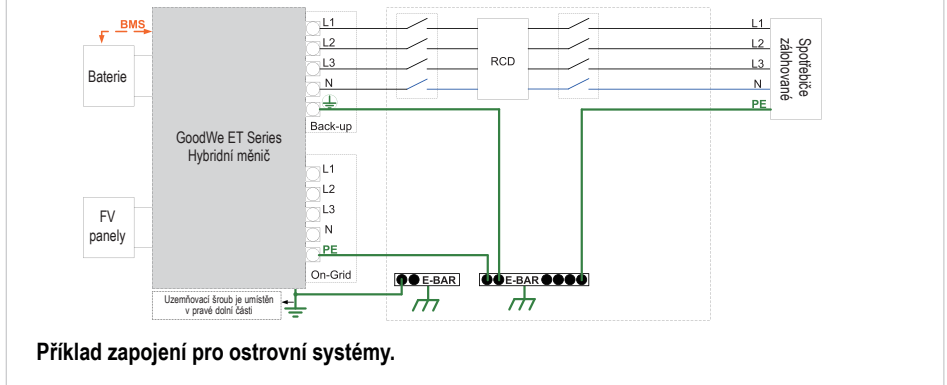 BMS
Baterie
FV
panely
GoodWe ET Series
Hybridní měnič
L1
L2
L3
N
Back-up
L1
L2
L3
N
PE
On-Grid
RCD
L1
L2
L3
N
PE
Spotřebiče
zálohované
E-BAR
E-BAR
Uzemňovací šroub je umístěn
v pravé dolní části
Příklad zapojení pro ostrovní systémy.